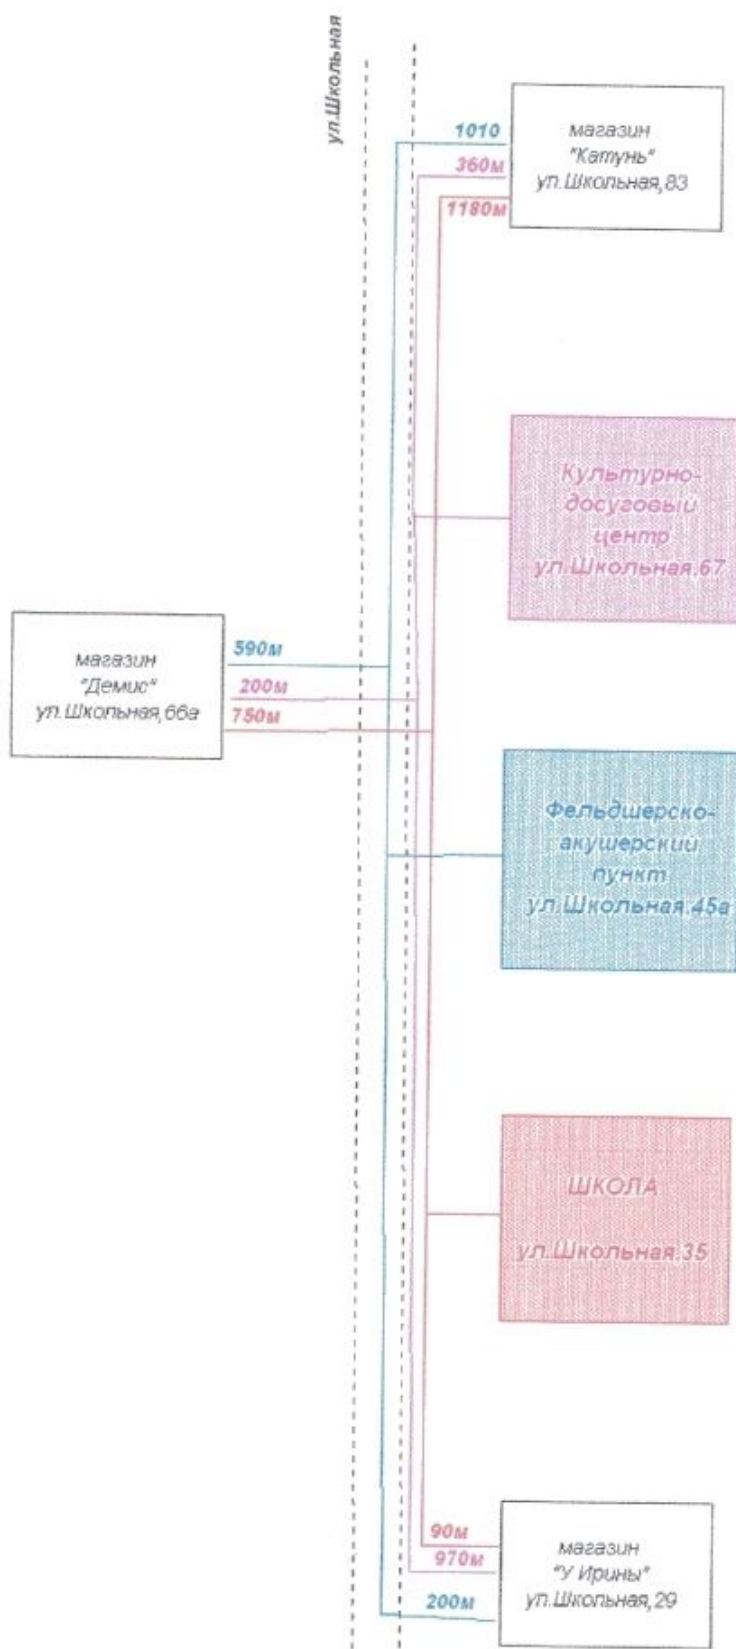 ул.Школьная
1010
360м
1180м
магазин
"Катунь"
ул.Школьная,83
Культурно-
досуговый
центр
ул.Школьная.67
590м
200м
750м
магазин
"Демис"
ул.Школьная,66а
Фельдшерско-
акушерский
пункт
ул.Школьная.45а
ШКОЛА
ул.Школьная.35
90м
970м
200м
магазин
"У Ирины"
ул.Школьная,29